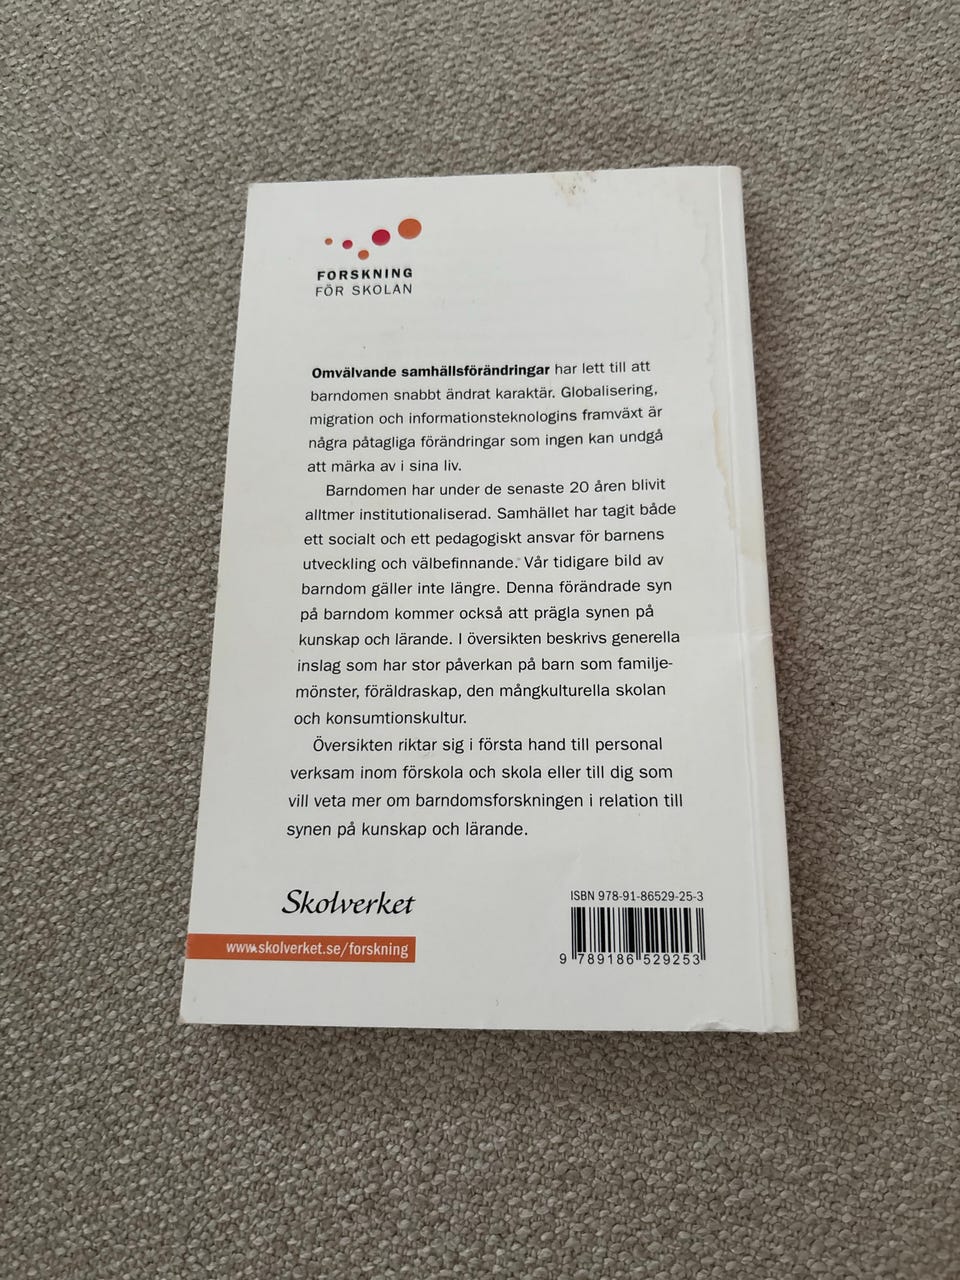 FORSKNING
FÖR SKOLAN
Omvälvande samhällsförändringar har lett till att
barndomen snabbt ändrat karaktär. Globalisering,
migration och informationsteknologins framväxt är
några påtagliga förändringar som ingen kan undgå
att märka av i sina liv.
Barndomen har under de senaste 20 åren blivit
alltmer institutionaliserad. Samhället har tagit både
ett socialt och ett pedagogiskt ansvar för barnens
utveckling och välbefinnande. Vår tidigare bild av
barndom gäller inte längre. Denna förändrade syn
på barndom kommer också att prägla synen på
kunskap och lärande. I översikten beskrivs generella
inslag som har stor påverkan på barn som familje-
mönster, föräldraskap, den mångkulturella skolan
och konsumtionskultur.
Översikten riktar sig i första hand till personal
verksam inom förskola och skola eller till dig som
vill veta mer om barndomsforskningen i relation till
synen på kunskap och lärande.
Skolverket
www.skolverket.se/forskning
ISBN 978-91-86529-25-3
9 789186 529253